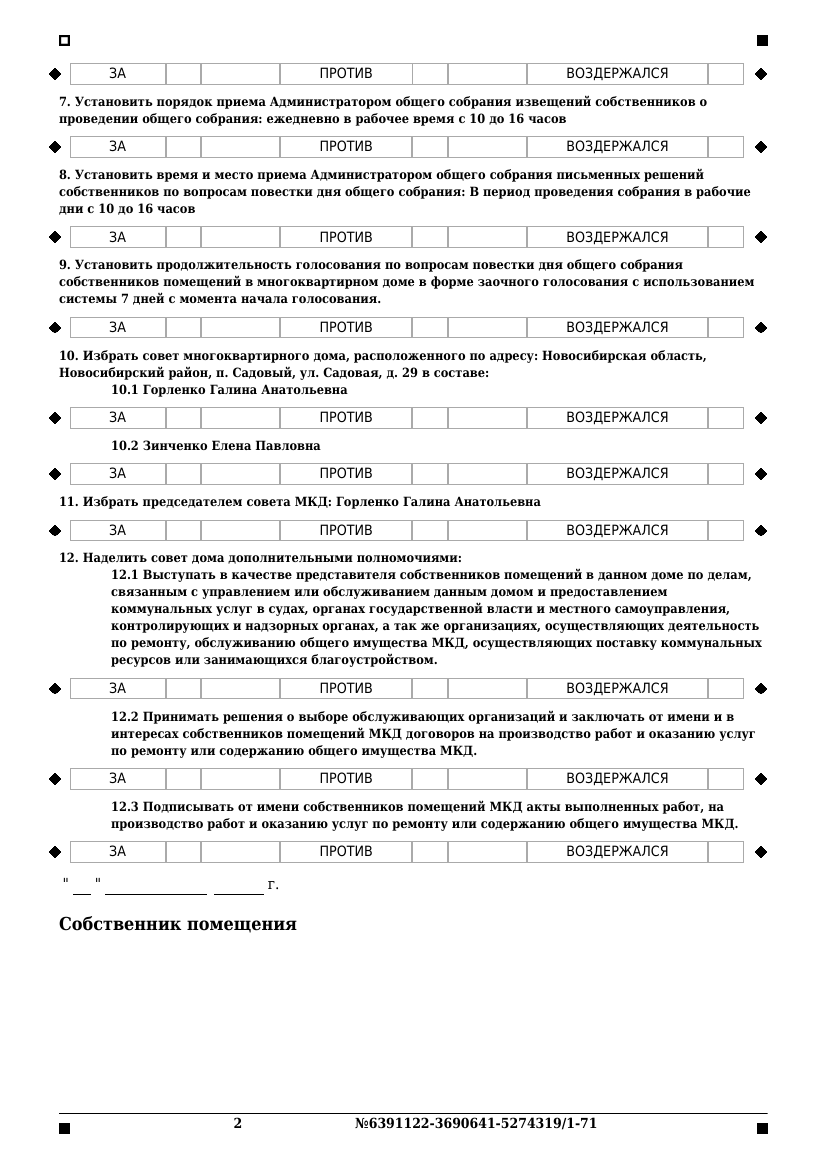 ЗА ПРОТИВ ВОЗДЕРЖАЛСЯ
7. Установить порядок приема Администратором общего собрания извещений собственников о
проведении общего собрания: ежедневно в рабочее время с 10 до 16 часов
ЗА ПРОТИВ ВОЗДЕРЖАЛСЯ
8. Установить время и место приема Администратором общего собрания письменных решений
собственников по вопросам повестки дня общего собрания: В период проведения собрания в рабочие
дни с 10 до 16 часов
ЗА ПРОТИВ ВОЗДЕРЖАЛСЯ
9. Установить продолжительность голосования по вопросам повестки дня общего собрания
собственников помещений в многоквартирном доме в форме заочного голосования с использованием
системы 7 дней с момента начала голосования.
ЗА ПРОТИВ ВОЗДЕРЖАЛСЯ
10. Избрать совет многоквартирного дома, расположенного по адресу: Новосибирская область,
Новосибирский район, п. Садовый, ул. Садовая, д. 29 в составе:
10.1 Горленко Галина Анатольевна
ЗА ПРОТИВ ВОЗДЕРЖАЛСЯ
10.2 Зинченко Елена Павловна
ЗА ПРОТИВ ВОЗДЕРЖАЛСЯ
11. Избрать председателем совета МКД: Горленко Галина Анатольевна
ЗА ПРОТИВ ВОЗДЕРЖАЛСЯ
12. Наделить совет дома дополнительными полномочиями:
12.1 Выступать в качестве представителя собственников помещений в данном доме по делам,
связанным с управлением или обслуживанием данным домом и предоставлением
коммунальных услуг в судах, органах государственной власти и местного самоуправления,
контролирующих и надзорных органах, а так же организациях, осуществляющих деятельность
по ремонту, обслуживанию общего имущества МКД, осуществляющих поставку коммунальных
ресурсов или занимающихся благоустройством.
ЗА ПРОТИВ ВОЗДЕРЖАЛСЯ
12.2 Принимать решения о выборе обслуживающих организаций и заключать от имени и в
интересах собственников помещений МКД договоров на производство работ и оказанию услуг
по ремонту или содержанию общего имущества МКД.
ЗА ПРОТИВ ВОЗДЕРЖАЛСЯ
12.3 Подписывать от имени собственников помещений МКД акты выполненных работ, на
производство работ и оказанию услуг по ремонту или содержанию общего имущества МКД.
ЗА ПРОТИВ ВОЗДЕРЖАЛСЯ
" __ " ____________ ______ г.
Собственник помещения
2 №6391122-3690641-5274319/1-71